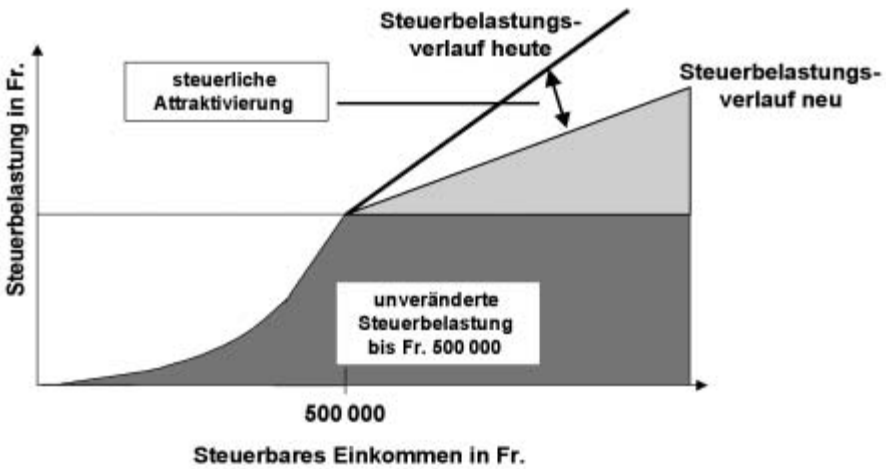 Steuerbelastungs-
verlauf heute
steuerliche
Attraktivierung
Steuerbelastungs-
verlauf neu
Steuerbelastung in Fr.
unveränderte
Steuerbelastung
bis Fr. 500 000
500 000
Steuerbares Einkommen in Fr.